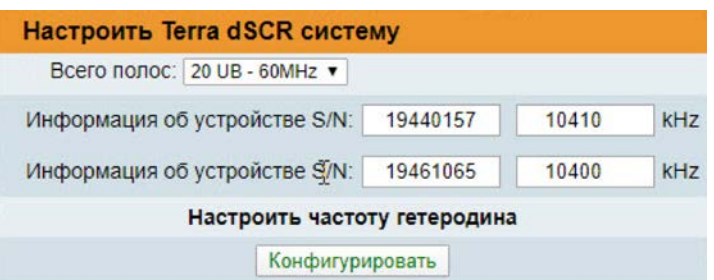 Настроить Terra dSCR систему
Всего полос: 20 UB - 60MHz ▼
Информация об устройстве S/N: 19440157 10410 kHz
Информация об устройстве S/N: 19461065 10400 kHz
Настроить частоту гетеродина
Конфигурировать